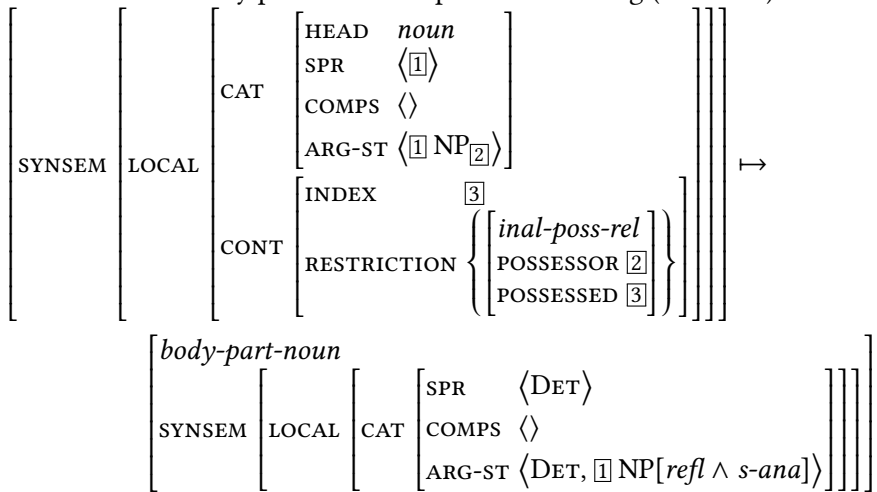 HEAD noun
SPR ⟨[1]⟩
CAT
COMPS ⟨⟩
ARG-ST ⟨[1] NP[2]⟩
SYNSEM LOCAL ↦
INDEX [3]
inal-poss-rel
CONT
RESTRICTION POSSESSOR [2]
POSSESSED [3]
body-part-noun
SPR ⟨DET⟩
SYNSEM LOCAL CAT COMPS ⟨⟩
ARG-ST ⟨DET, [1] NP[refl ∧ s-ana]⟩